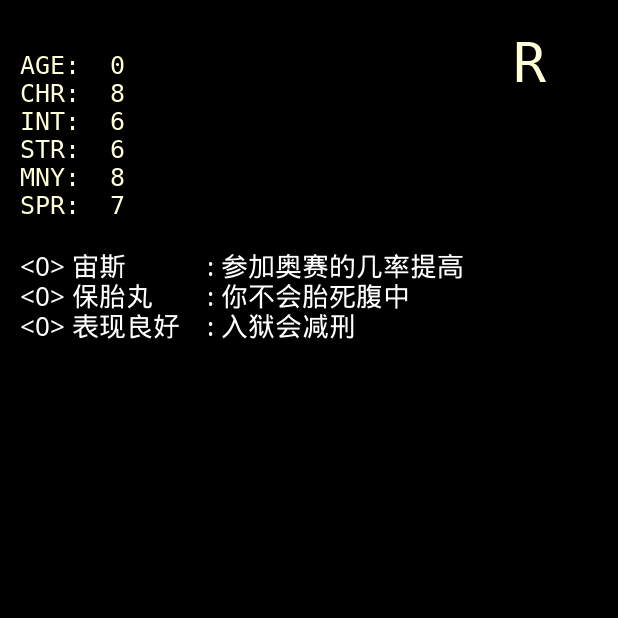 R
AGE: 0
CHR: 8
INT: 6
STR: 6
MNY: 8
SPR: 7
<O> 宙斯 : 参加奥赛的几率提高
<O> 保胎丸 : 你不会胎死腹中
<O> 表现良好 : 入狱会减刑